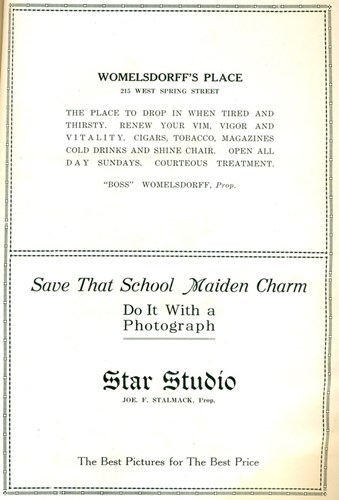 WOMELSDORFF'S PLACE
215 WEST SPRING STREET
THE PLACE TO DROP IN WHEN TIRED AND
THIRSTY. RENEW YOUR VIM, VIGOR AND
VITALITY. CIGARS, TOBACCO, MAGAZINES
COLD DRINKS AND SHINE CHAIR. OPEN ALL
DAY SUNDAYS. COURTEOUS TREATMENT.
"BOSS" WOMELSDORFF, Prop.
Save That School Maiden Charm
Do It With a
Photograph
Star Studio
JOE. F. STALMACK, Prop.
The Best Pictures for The Best Price